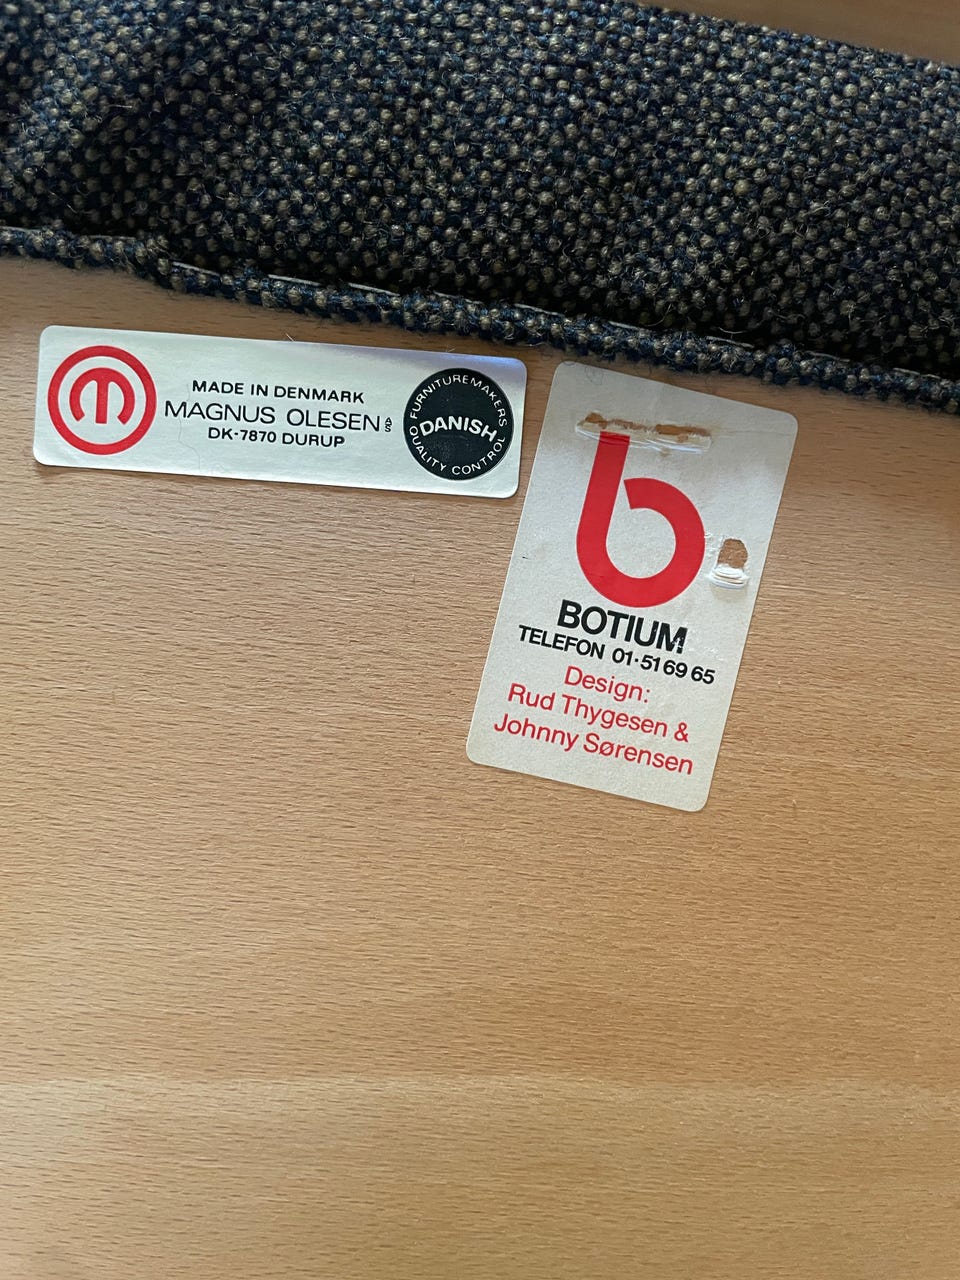 MADE IN DENMARK
MAGNUS OLESEN A/S
DK-7870 DURUP
FURNITUREMAKERS
DANISH
QUALITY CONTROL
b
BOTIUM
TELEFON 01·51 69 65
Design:
Rud Thygesen &
Johnny Sørensen